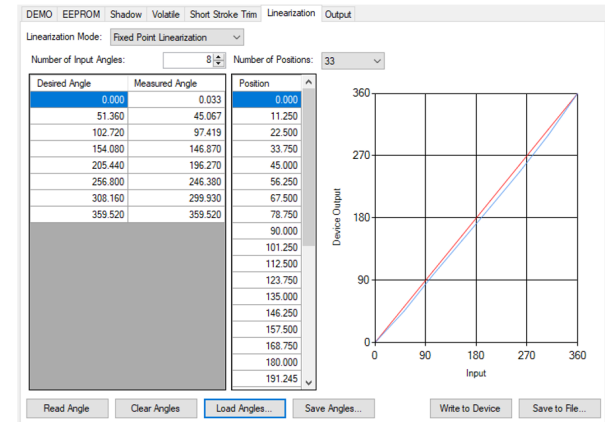 DEMO EEPROM Shadow Volatile Short Stroke Trim Linearization Output
Linearization Mode: Fixed Point Linearization
Number of Input Angles: 8 Number of Positions: 33
Desired Angle Measured Angle Position
0.000 0.033 0.000
51.360 45.067 11.250
102.720 97.419 22.500
154.080 146.870 33.750
205.440 196.270 45.000
256.800 246.380 56.250
308.160 299.930 67.500
359.520 359.520 78.750
90.000
101.250
112.500
123.750
135.000
146.250
157.500
168.750
180.000
191.245
360
270
180
90
0
Device Output
0 90 180 270 360
Input
Read Angle Clear Angles Load Angles... Save Angles... Write to Device Save to File...